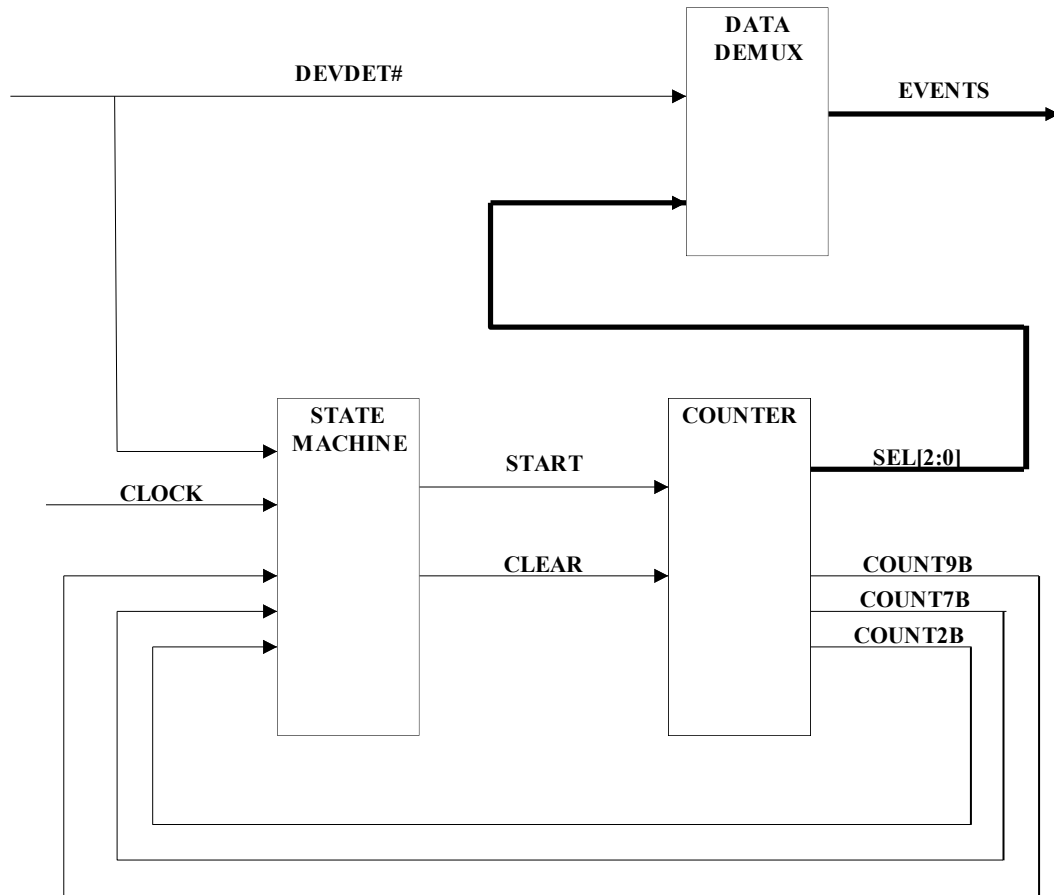 DATA
DEMUX
DEVDET#
EVENTS
STATE
MACHINE
COUNTER
START
SEL[2:0]
CLOCK
CLEAR
COUNT9B
COUNT7B
COUNT2B